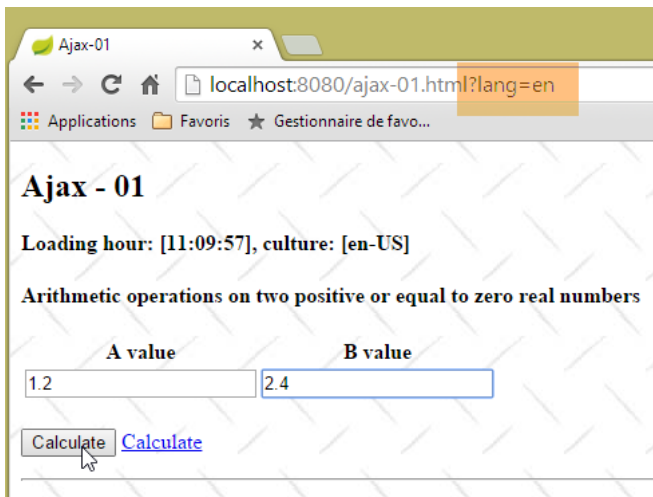 Ajax-01
localhost:8080/ajax-01.html?lang=en
Applications Favoris Gestionnaire de favo...
Ajax - 01
Loading hour: [11:09:57], culture: [en-US]
Arithmetic operations on two positive or equal to zero real numbers
A value B value
1.2 2.4
Calculate Calculate